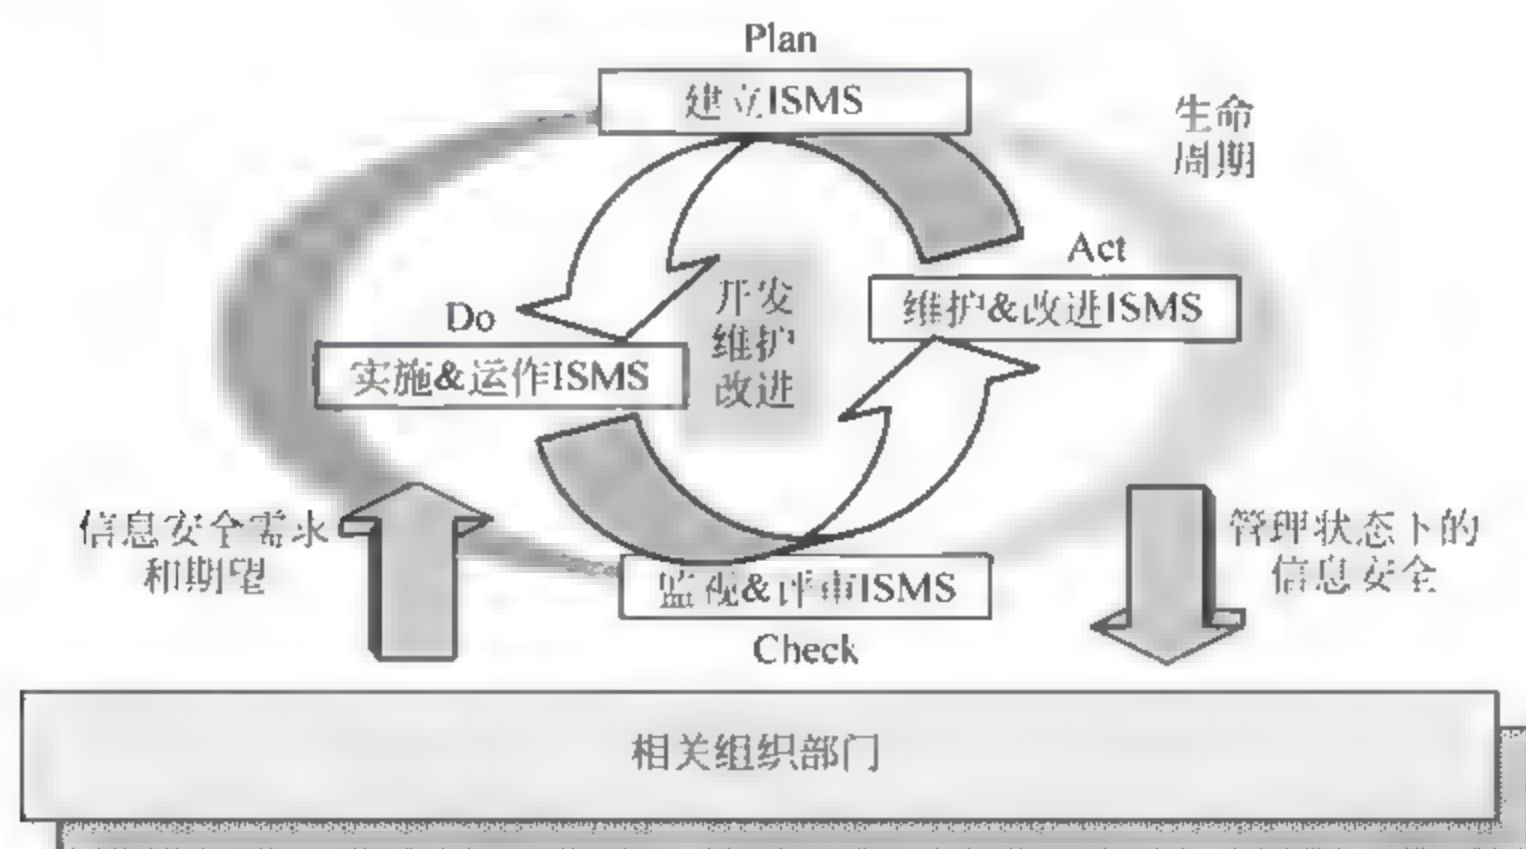 Plan
建立ISMS
生命
周期
Act
维护&改进ISMS
Do
实施&运作ISMS
开发
维护
改进
信息安全需求
和期望
管理状态下的
信息安全
监视&评审ISMS
Check
相关组织部门